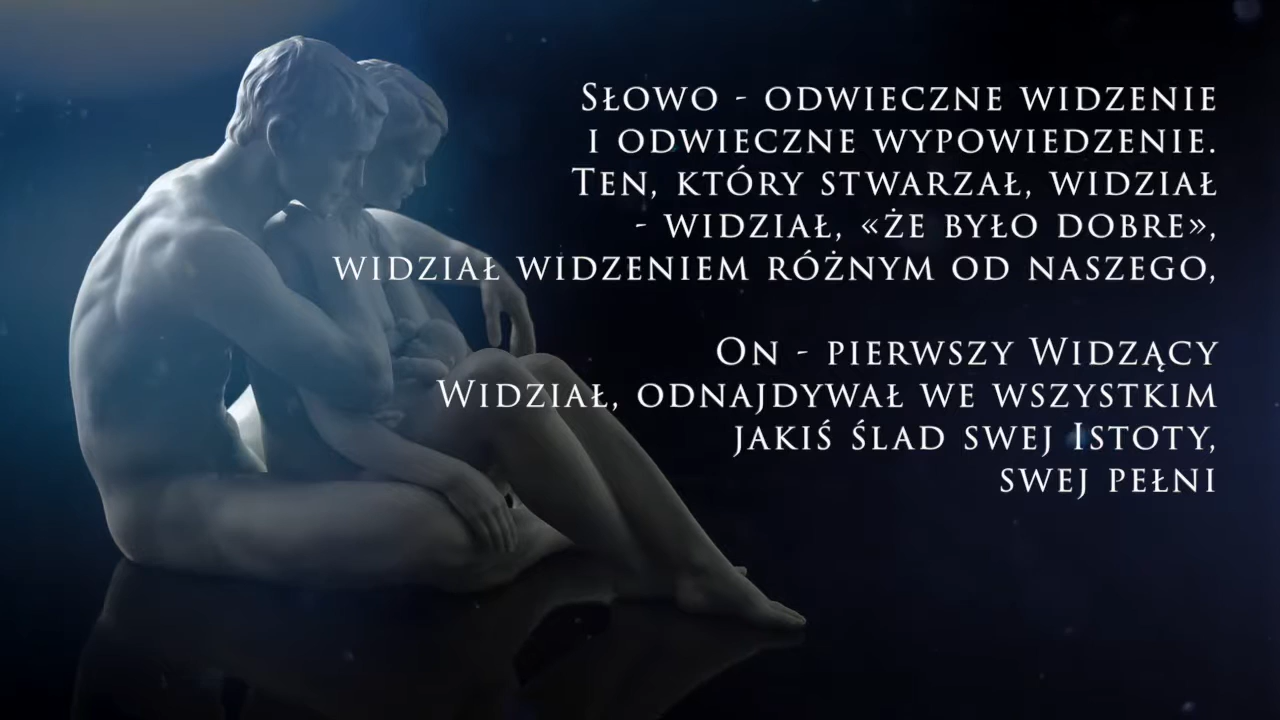 Słowo - odwieczne widzenie
i odwieczne wypowiedzenie.
Ten, który stwarzał, widział
- widział, «że było dobre»,
widział widzeniem różnym od naszego,
On - pierwszy Widzący
Widział, odnajdywał we wszystkim
jakiś ślad swej Istoty,
swej pełni